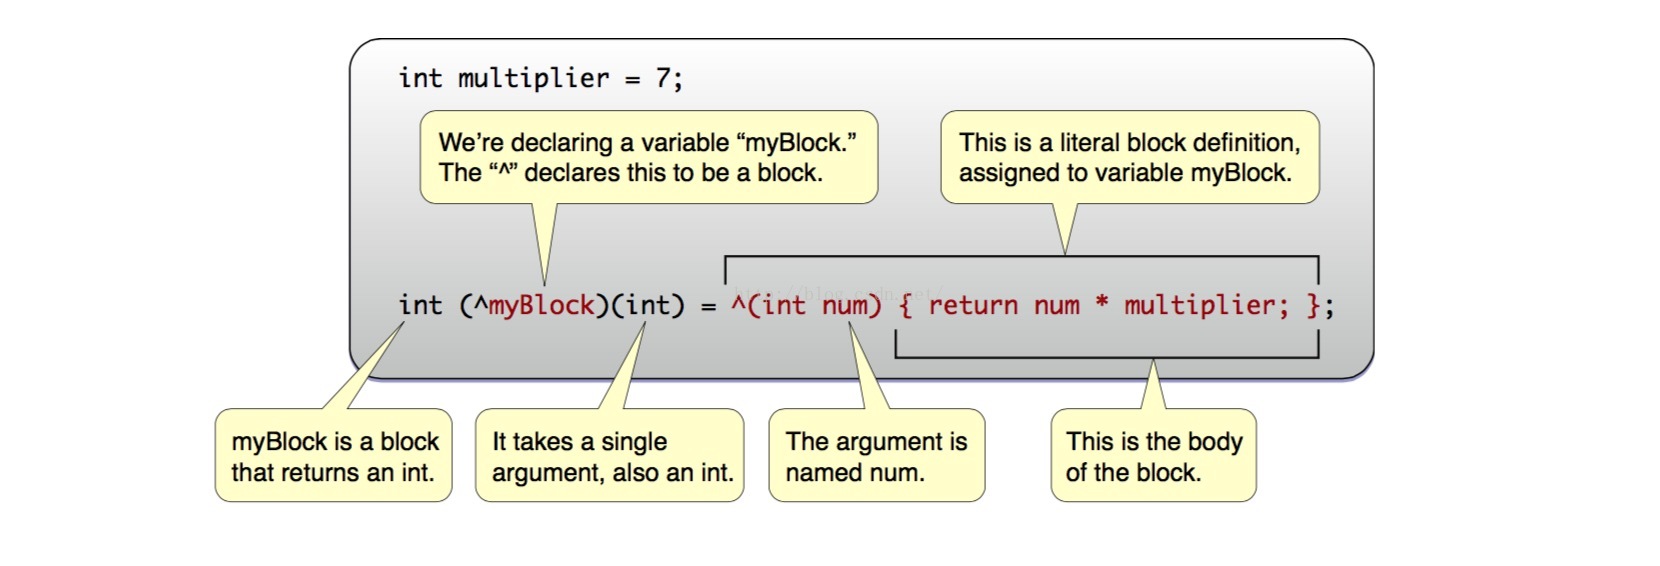 int multiplier = 7;
We’re declaring a variable “myBlock.”
The “^” declares this to be a block.
This is a literal block definition,
assigned to variable myBlock.
http://blog.csdn.net/
int (^myBlock)(int) = ^(int num) { return num * multiplier; };
myBlock is a block
that returns an int.
It takes a single
argument, also an int.
The argument is
named num.
This is the body
of the block.